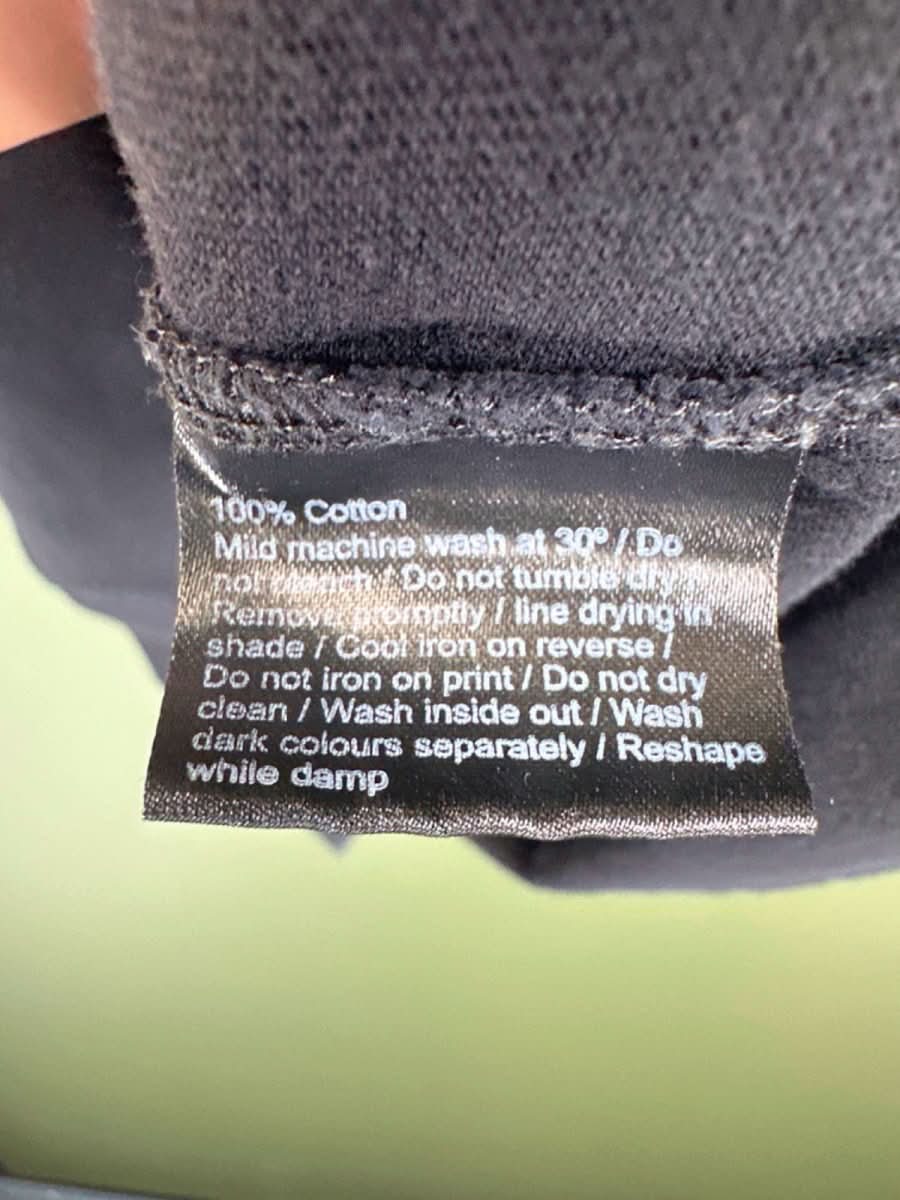 100% Cotton
Mild machine wash at 30° / Do
not bleach / Do not tumble dry /
Remove promptly / line drying in
shade / Cool iron on reverse /
Do not iron on print / Do not dry
clean / Wash inside out / Wash
dark colours separately / Reshape
while damp